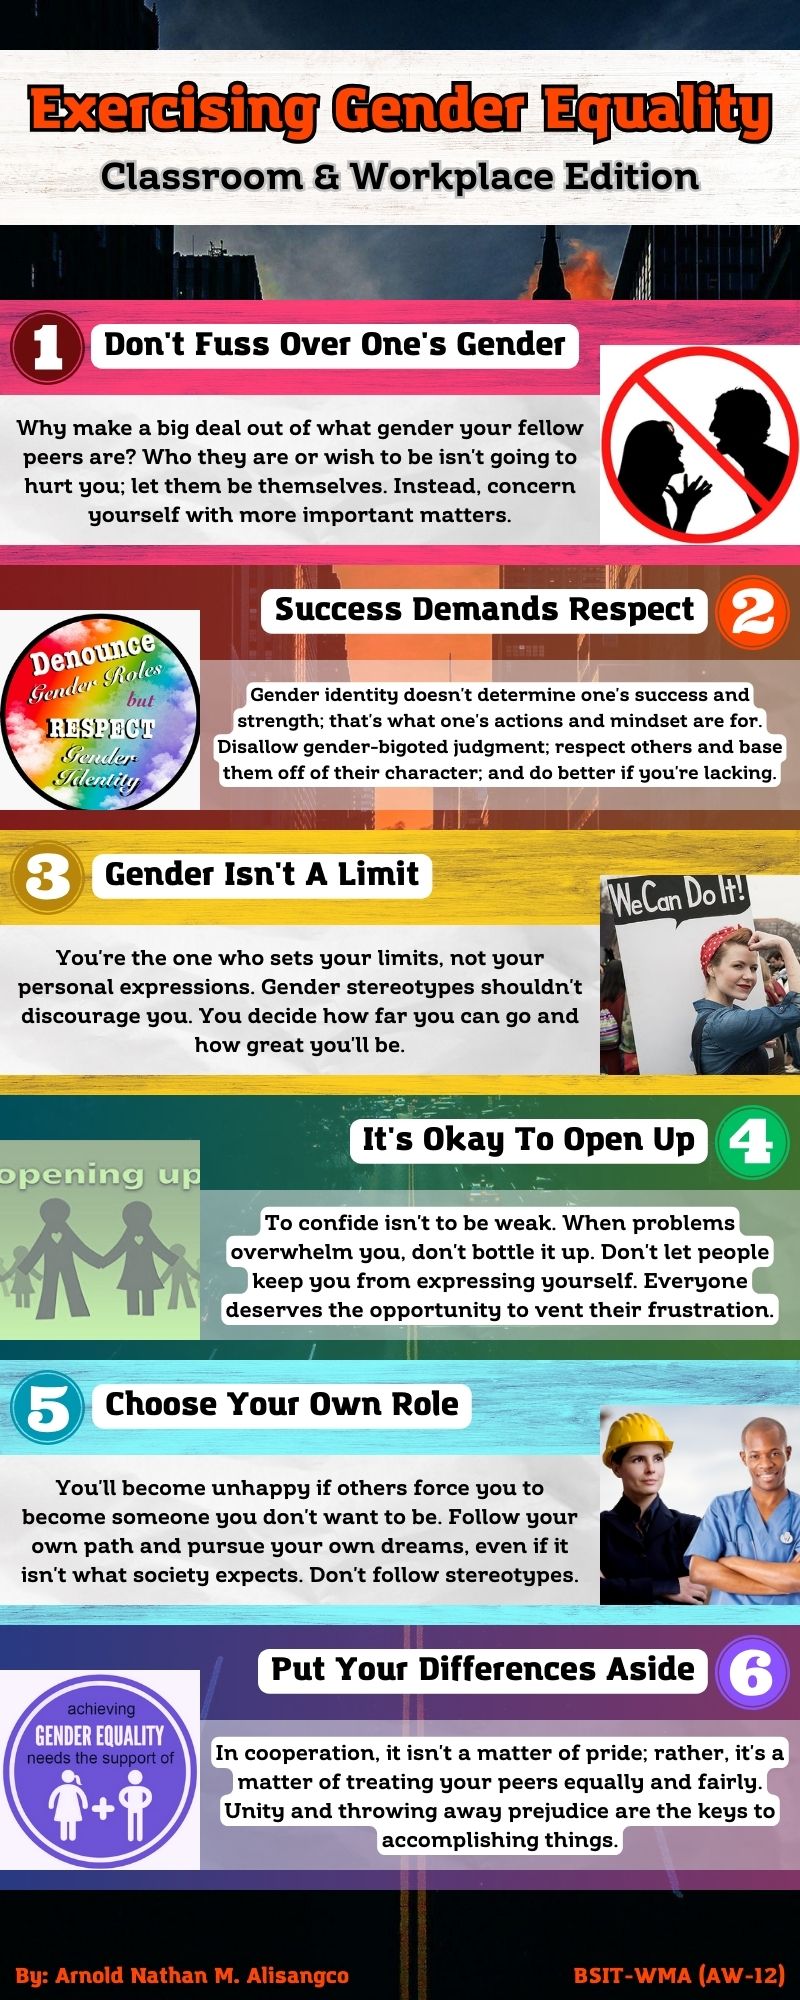 Exercising Gender Equality
Classroom & Workplace Edition
1
Don't Fuss Over One's Gender
Why make a big deal out of what gender your fellow
peers are? Who they are or wish to be isn't going to
hurt you; let them be themselves. Instead, concern
yourself with more important matters.
Success Demands Respect
2
Denounce
Gender Roles
but
RESPECT
Gender
Identity
Gender identity doesn't determine one's success and
strength; that's what one's actions and mindset are for.
Disallow gender-bigoted judgment; respect others and base
them off of their character; and do better if you're lacking.
3
Gender Isn't A Limit
We Can Do It!
You're the one who sets your limits, not your
personal expressions. Gender stereotypes shouldn't
discourage you. You decide how far you can go and
how great you'll be.
It's Okay To Open Up
4
opening up
To confide isn't to be weak. When problems
overwhelm you, don't bottle it up. Don't let people
keep you from expressing yourself. Everyone
deserves the opportunity to vent their frustration.
5
Choose Your Own Role
You'll become unhappy if others force you to
become someone you don't want to be. Follow your
own path and pursue your own dreams, even if it
isn't what society expects. Don't follow stereotypes.
Put Your Differences Aside
6
achieving
GENDER EQUALITY
needs the support of
+
In cooperation, it isn't a matter of pride; rather, it's a
matter of treating your peers equally and fairly.
Unity and throwing away prejudice are the keys to
accomplishing things.
By: Arnold Nathan M. Alisangco
BSIT-WMA (AW-12)